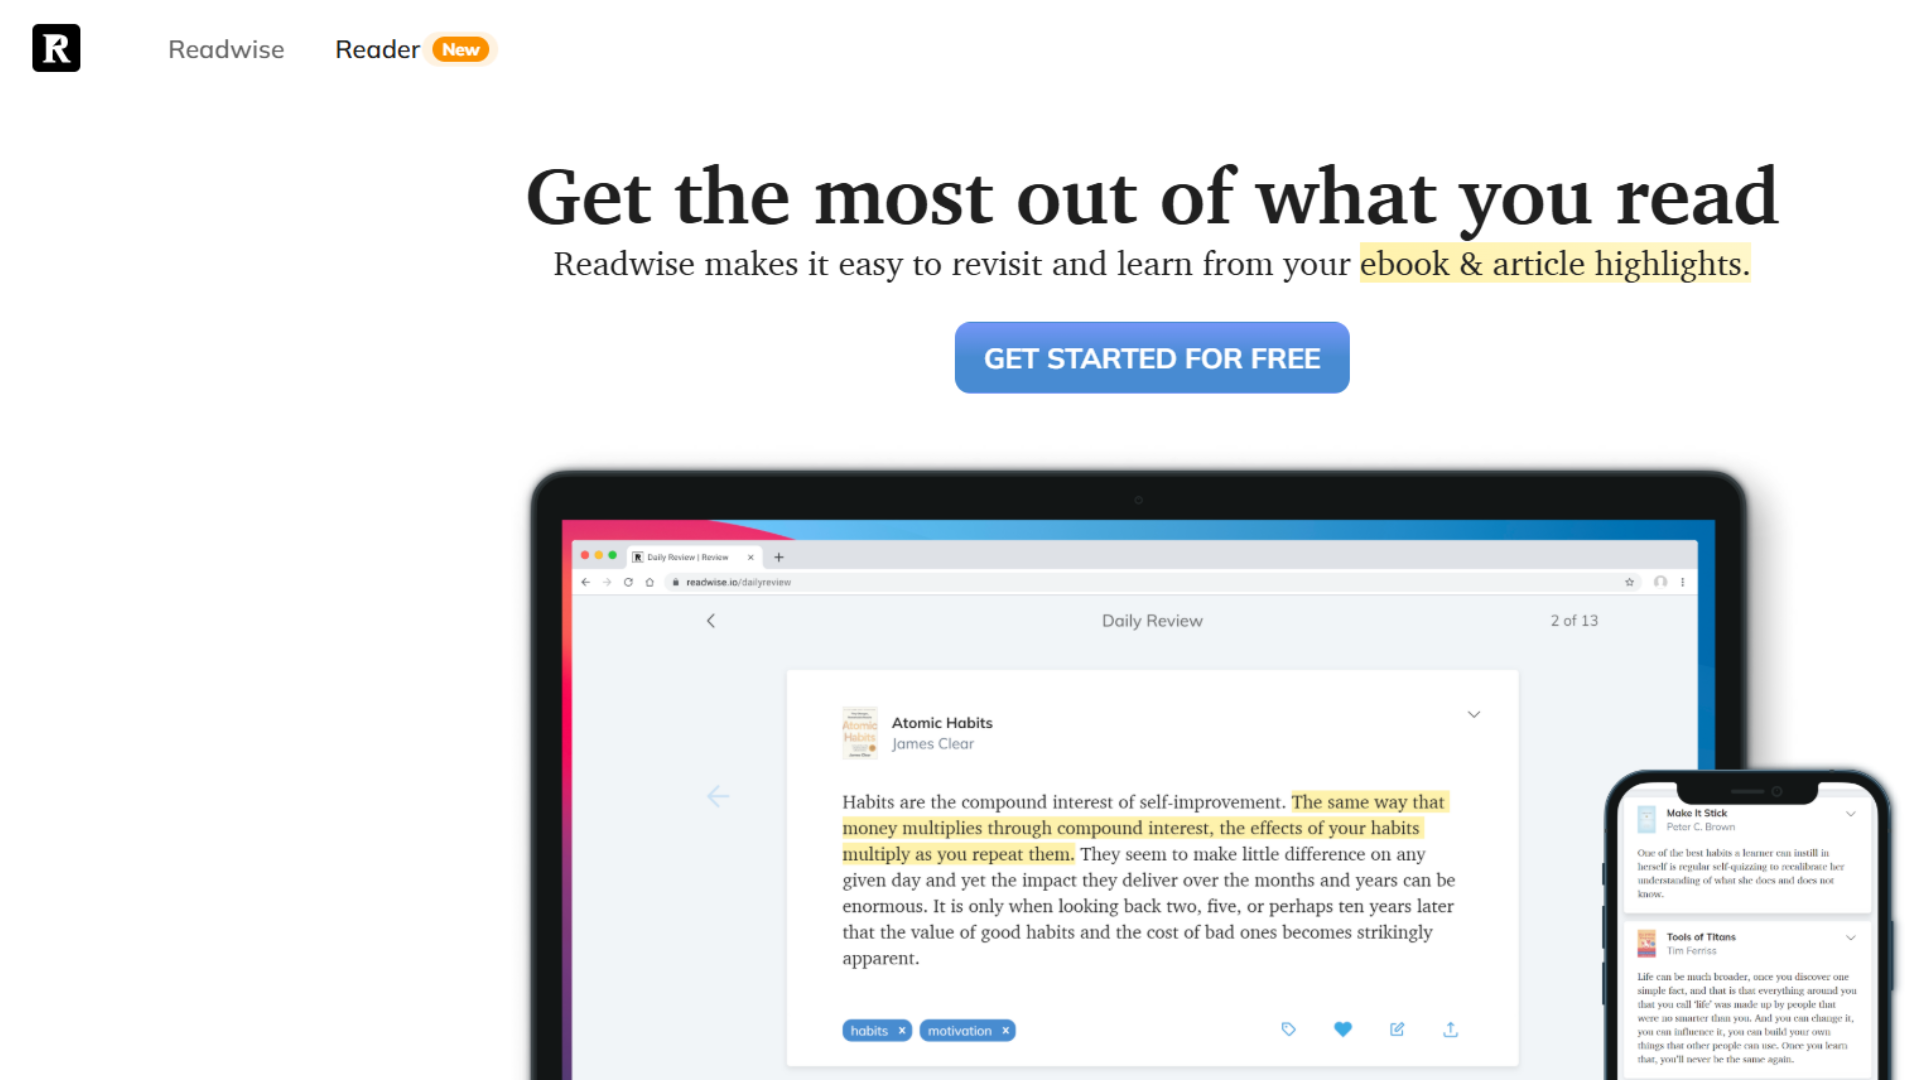 R
Readwise
Reader New
Get the most out of what you read
Readwise makes it easy to revisit and learn from your ebook & article highlights.
GET STARTED FOR FREE
Daily Review | Review
readwise.io/dailyreview
Daily Review
2 of 13
Atomic Habits
Atomic Habits
James Clear
Habits are the compound interest of self-improvement. The same way that
money multiplies through compound interest, the effects of your habits
multiply as you repeat them. They seem to make little difference on any
given day and yet the impact they deliver over the months and years can be
enormous. It is only when looking back two, five, or perhaps ten years later
that the value of good habits and the cost of bad ones becomes strikingly
apparent.
habits x
motivation x
Make It Stick
Peter C. Brown
One of the best habits a learner can instill in
herself is regular self-quizzing to recalibrate her
understanding of what she does and does not
know.
Tools of Titans
Tim Ferriss
Life can be much broader, once you discover one
simple fact, and that is that everything around you
that you call 'life' was made up by people that
were no smarter than you. And you can change it,
you can influence it, you can build your own
things that other people can use. Once you learn
that, you'll never be the same again.